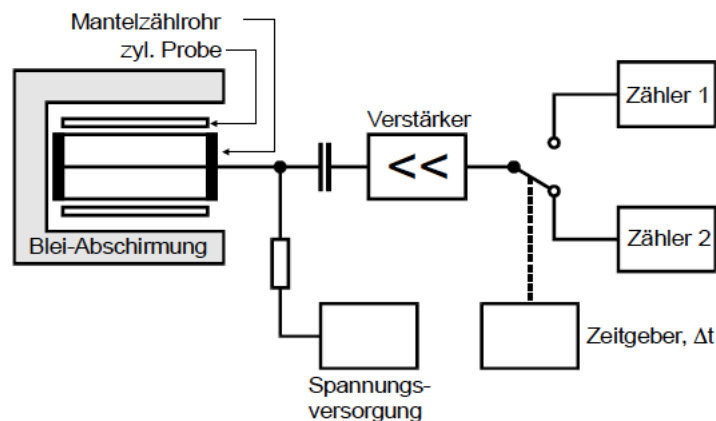 Mantelzählrohr
zyl. Probe
Verstärker
<<
Zähler 1
Zähler 2
Blei-Abschirmung
Zeitgeber, Δt
Spannungs-
versorgung